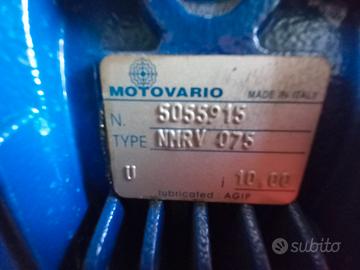 MOTOVARIO MADE IN ITALY
N. 5055915
TYPE NMRV 075
U i 10,00
lubricated : AGIP
subito